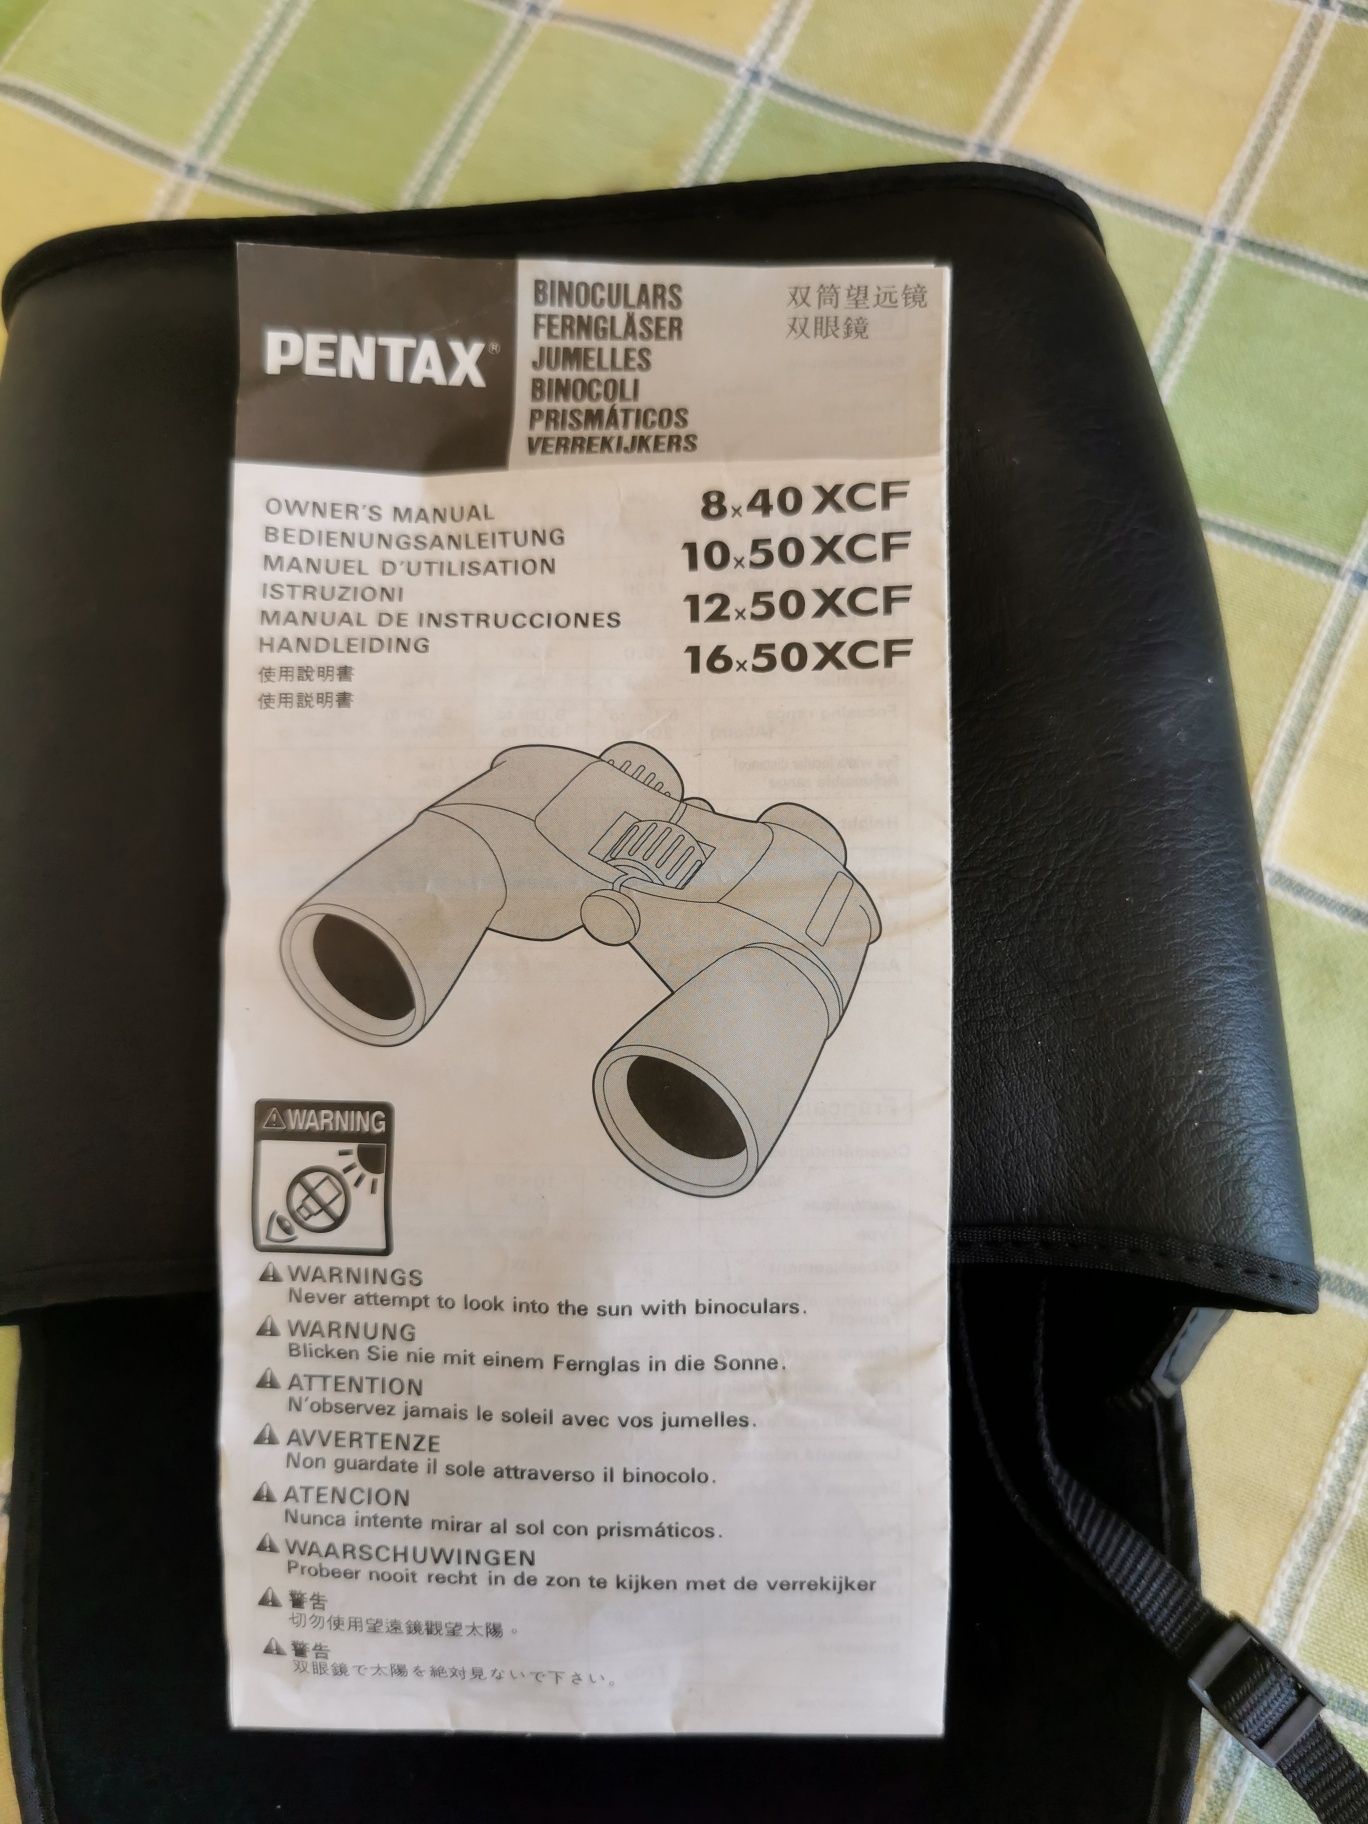 PENTAX®
BINOCULARS
FERNGLÄSER
JUMELLES
BINOCOLI
PRISMÁTICOS
VERREKIJKERS
双筒望远镜
双眼鏡
OWNER'S MANUAL
BEDIENUNGSANLEITUNG
MANUEL D'UTILISATION
ISTRUZIONI
MANUAL DE INSTRUCCIONES
HANDLEIDING
使用說明書
使用説明書
8×40 XCF
10×50 XCF
12×50 XCF
16×50 XCF
⚠WARNING
⚠ WARNINGS
Never attempt to look into the sun with binoculars.
⚠ WARNUNG
Blicken Sie nie mit einem Fernglas in die Sonne.
⚠ ATTENTION
N'observez jamais le soleil avec vos jumelles.
⚠ AVVERTENZE
Non guardate il sole attraverso il binocolo.
⚠ ATENCION
Nunca intente mirar al sol con prismáticos.
⚠ WAARSCHUWINGEN
Probeer nooit recht in de zon te kijken met de verrekijker
⚠ 警告
切勿使用望遠鏡觀望太陽。
⚠ 警告
双眼鏡で太陽を絶対見ないで下さい。